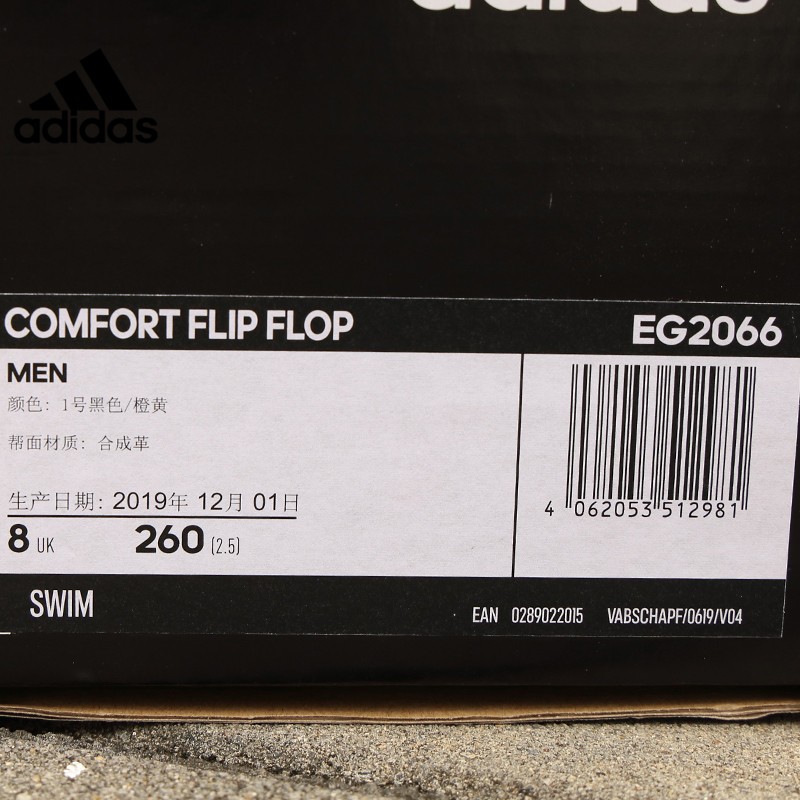 adidas
adidas
COMFORT FLIP FLOP
EG2066
MEN
颜色: 1号黑色/橙黄
帮面材质: 合成革
生产日期: 2019年 12月 01日
8 UK 260 (2.5)
4 062053 512981
SWIM
EAN 0289022015 VABSCHAPF/0619/V04